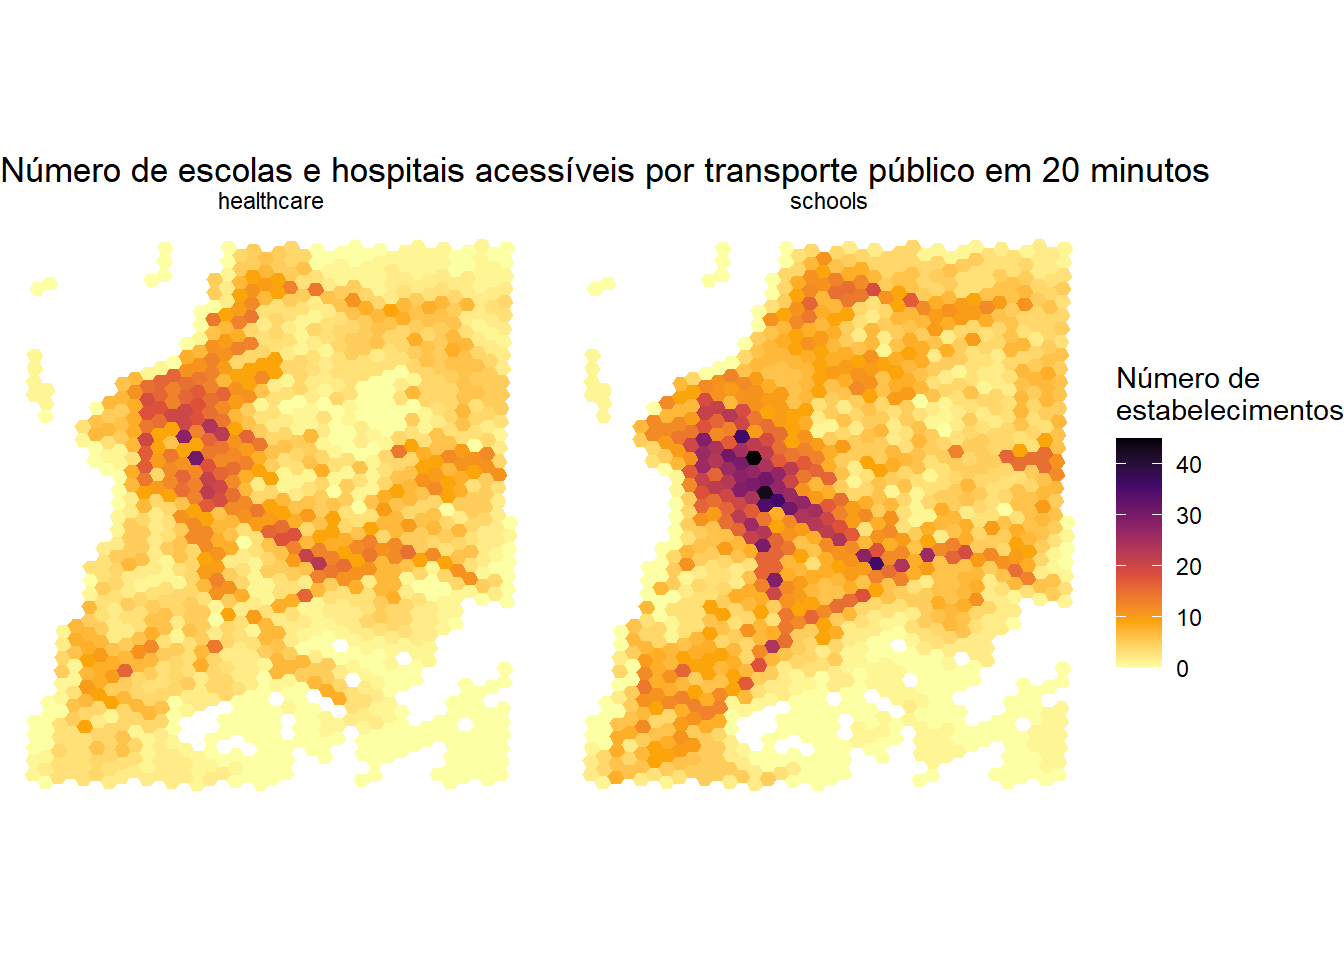 Número de escolas e hospitais acessíveis por transporte público em 20 minutos
healthcare
schools
Número de
estabelecimentos
40
30
20
10
0